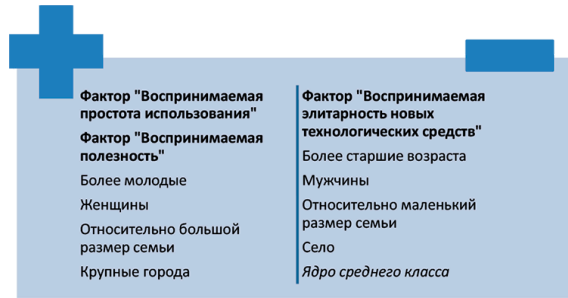 Фактор "Воспринимаемая
простота использования"
Фактор "Воспринимаемая
полезность"
Более молодые
Женщины
Относительно большой
размер семьи
Крупные города
Фактор "Воспринимаемая
элитарность новых
технологических средств"
Более старшие возраста
Мужчины
Относительно маленький
размер семьи
Село
Ядро среднего класса